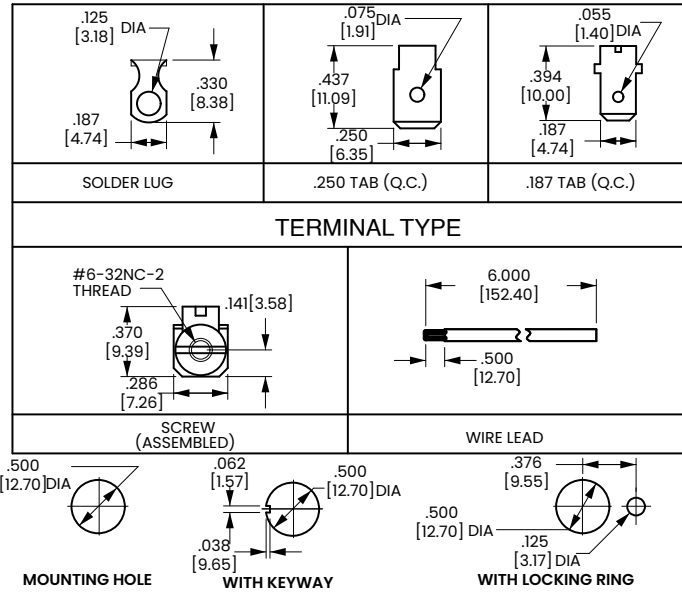 .125
[3.18] DIA
.330
[8.38]
.187
[4.74]
SOLDER LUG
.075
[1.91] DIA
.437
[11.09]
.250
[6.35]
.250 TAB (Q.C.)
.055
[1.40] DIA
.394
[10.00]
.187
[4.74]
.187 TAB (Q.C.)
TERMINAL TYPE
#6-32NC-2
THREAD
.141[3.58]
.370
[9.39]
.286
[7.26]
SCREW
(ASSEMBLED)
6.000
[152.40]
.500
[12.70]
WIRE LEAD
.500
[12.70]DIA
MOUNTING HOLE
.062
[1.57]
.500
[12.70]DIA
.038
[9.65]
WITH KEYWAY
.376
[9.55]
.500
[12.70] DIA
.125
[3.17] DIA
WITH LOCKING RING